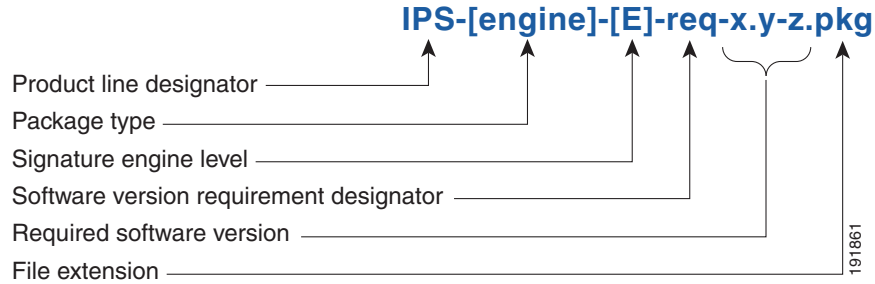 IPS-[engine]-[E]-req-x.y-z.pkg
Product line designator
Package type
Signature engine level
Software version requirement designator
Required software version
File extension
191861